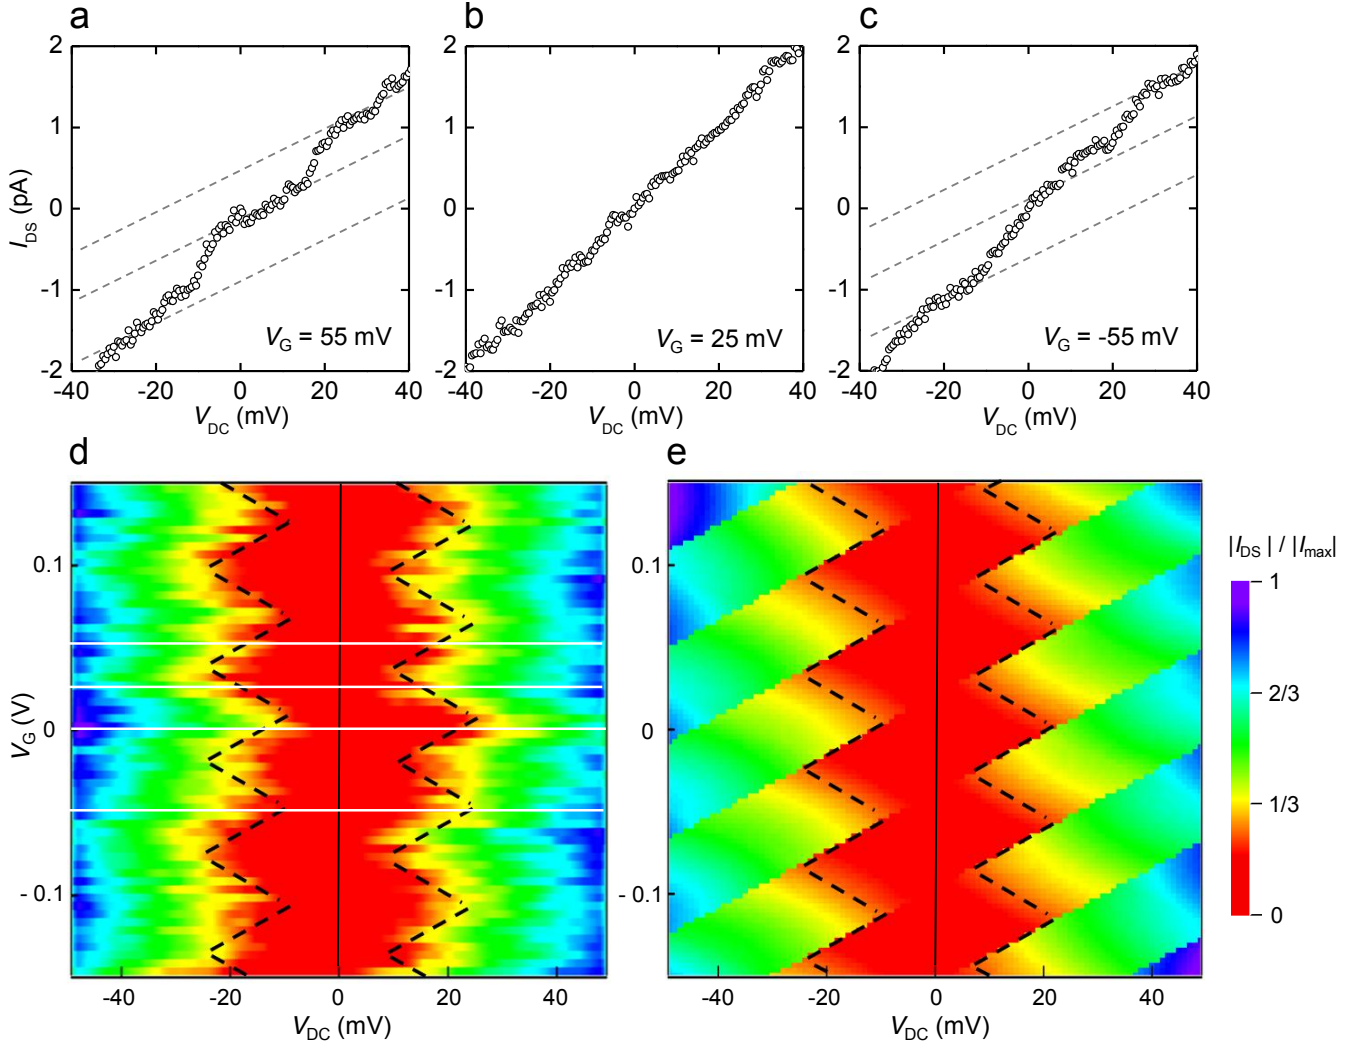 a b c
2 2 2
1 1 1
0 0 0
-1 -1 -1
-2 -2 -2
I_DS (pA)
V_G = 55 mV V_G = 25 mV V_G = -55 mV
-40 -20 0 20 40 -40 -20 0 20 40 -40 -20 0 20 40
V_DC (mV) V_DC (mV) V_DC (mV)
d e
0.1 0.1
0 0
- 0.1 - 0.1
V_G (V)
-40 -20 0 20 40 -40 -20 0 20 40
V_DC (mV) V_DC (mV)
|I_DS | / |I_max|
1
2/3
1/3
0